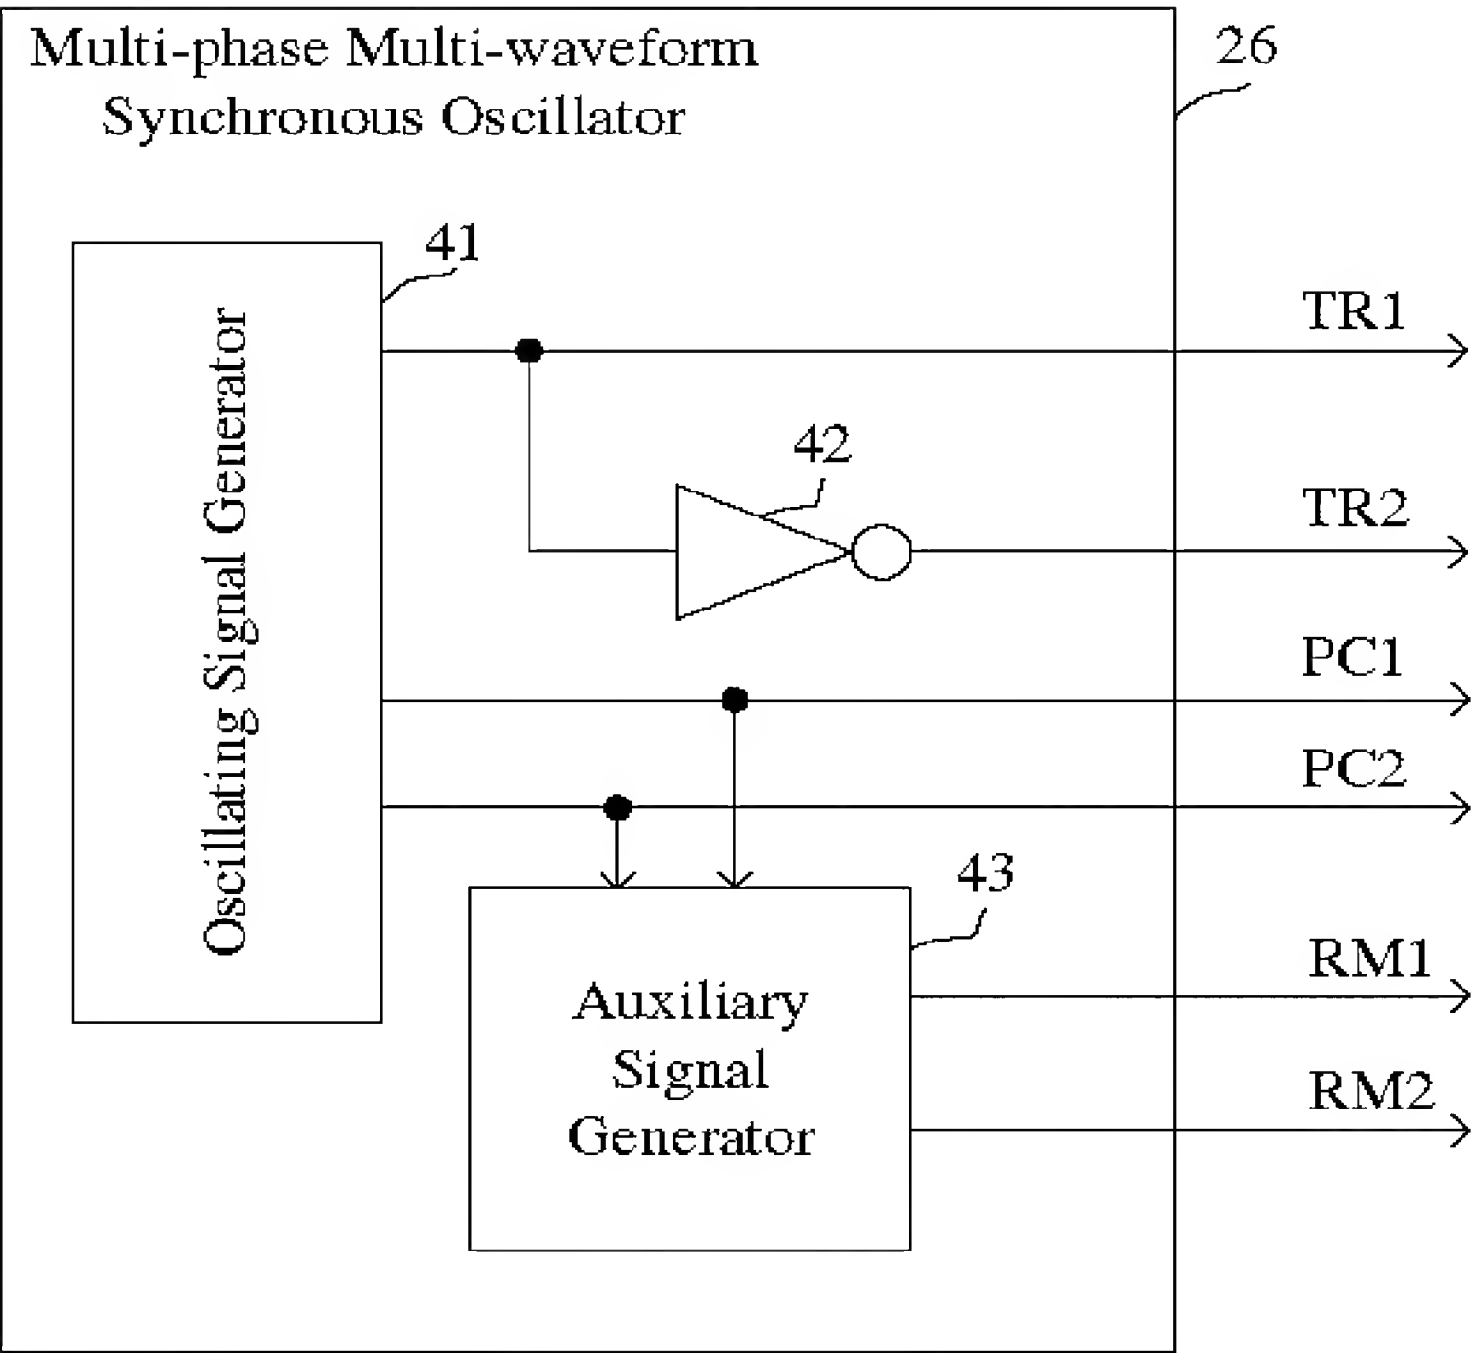 Multi-phase Multi-waveform
Synchronous Oscillator
26
41
Oscillating Signal Generator
TR1
42
TR2
PC1
PC2
43
Auxiliary
Signal
Generator
RM1
RM2